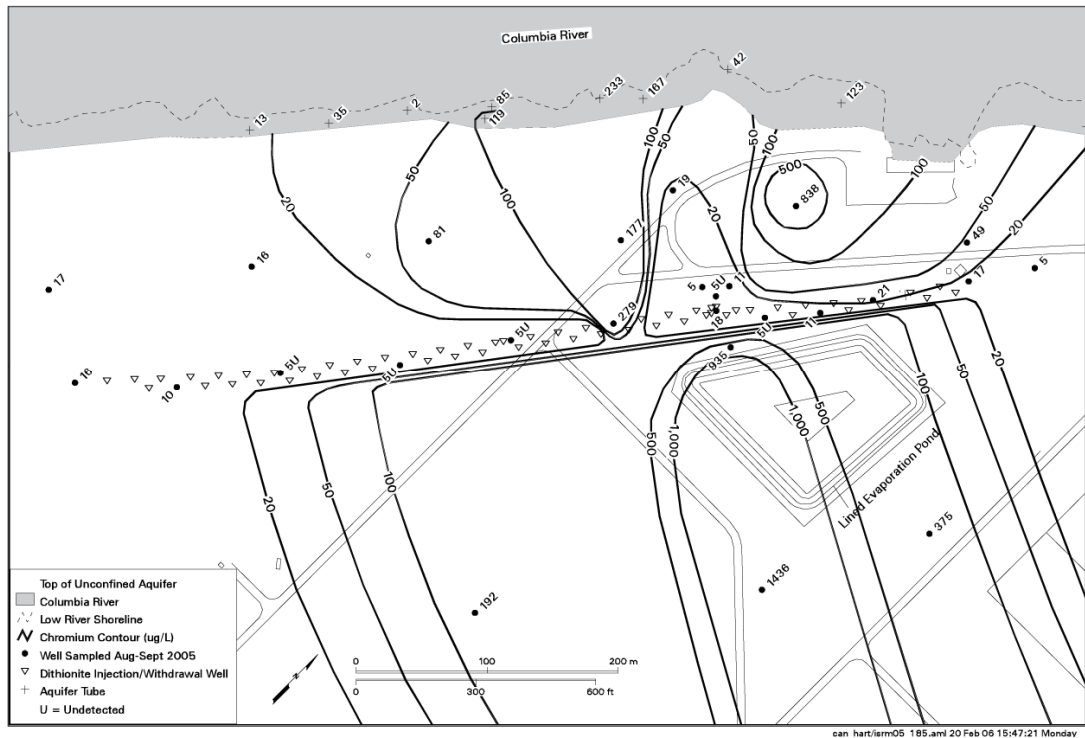 Columbia River
13
35
2
85
119
233
167
42
123
20
50
100
100
50
50
100
500
838
100
50
20
19
20
81
177
16
17
49
17
5
5
5U
11
21
279
18
5U
11
5U
5U
5U
16
10
935
20
50
100
500
1,000
1,000
500
100
50
20
Lined Evaporation Pond
375
1436
192
Top of Unconfined Aquifer
Columbia River
Low River Shoreline
Chromium Contour (ug/L)
Well Sampled Aug-Sept 2005
Dithionite Injection/Withdrawal Well
Aquifer Tube
U = Undetected
0 100 200 m
0 300 600 ft
can_hart/isrm05_185.aml 20 Feb 06 15:47:21 Monday